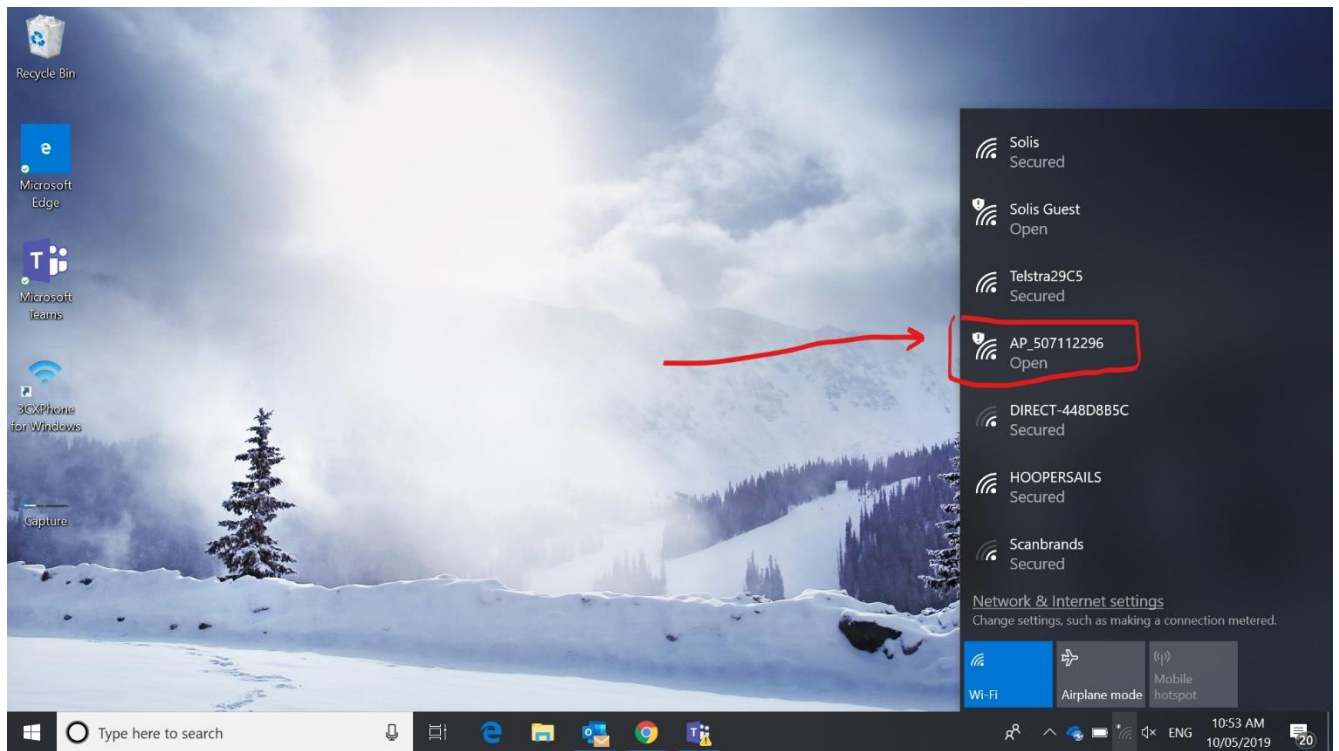 Recycle Bin
Microsoft
Edge
Microsoft
Teams
3CXPhone
for Windows
Capture
Solis
Secured
Solis Guest
Open
Telstra29C5
Secured
AP_507112296
Open
DIRECT-448D8B5C
Secured
HOOPERSAILS
Secured
Scanbrands
Secured
Network & Internet settings
Change settings, such as making a connection metered.
Wi-Fi
Airplane mode
Mobile
hotspot
Type here to search
ENG
10:53 AM
10/05/2019
20